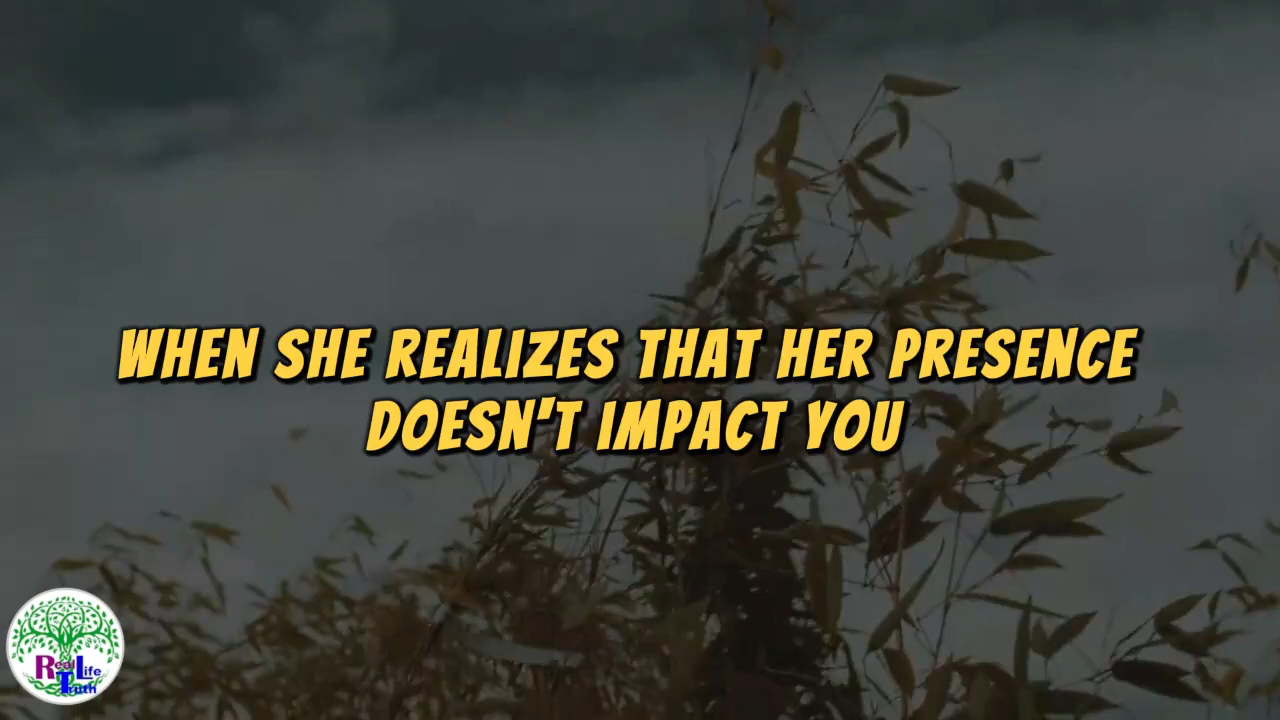 WHEN SHE REALIZES THAT HER PRESENCE
DOESN'T IMPACT YOU
Real Life
Truth